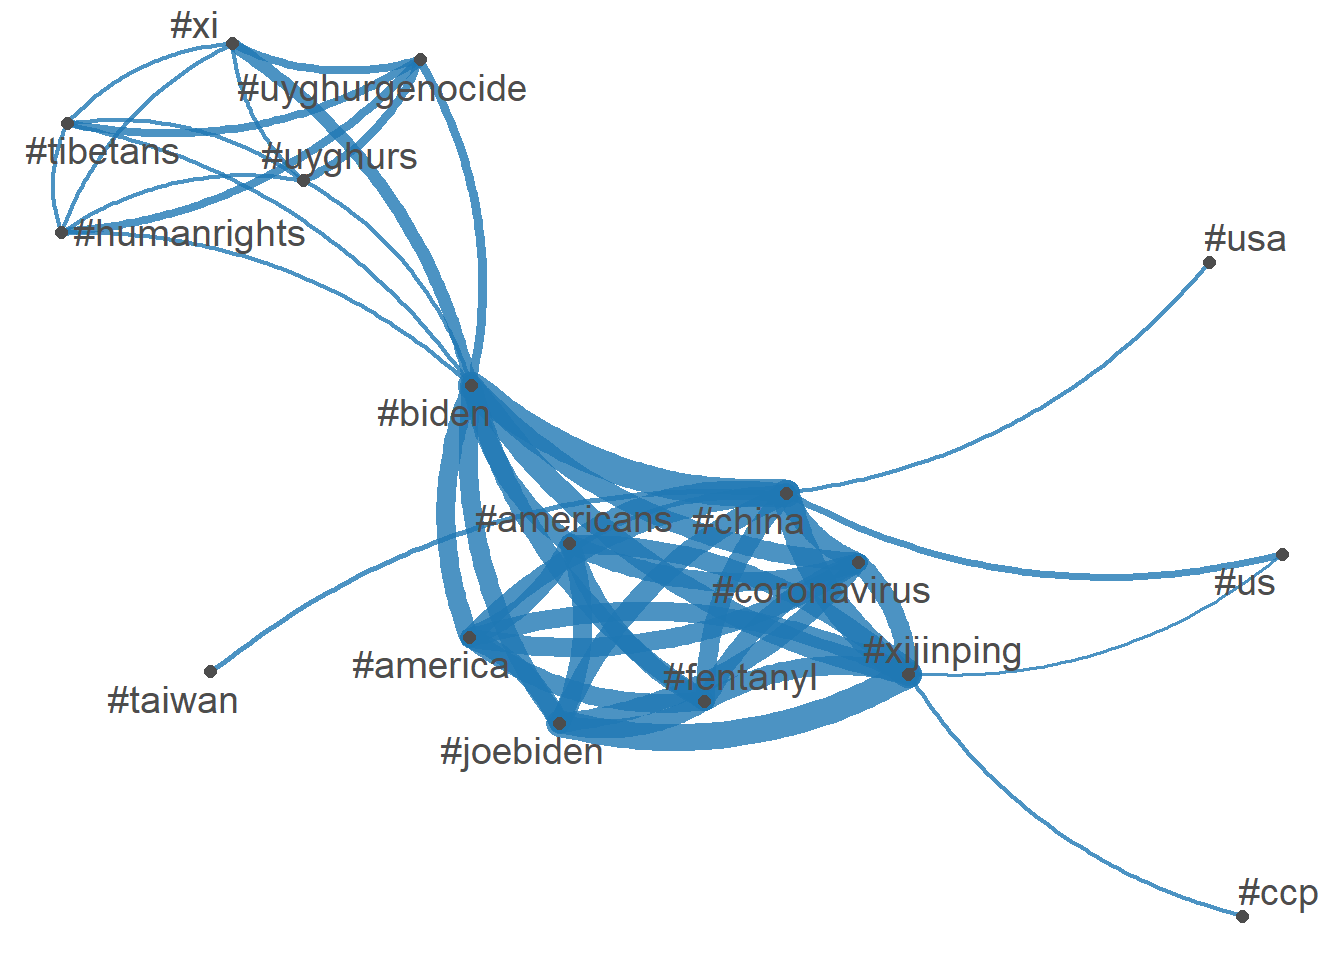 #xi
#uyghurgenocide
#tibetans
#uyghurs
#humanrights
#usa
#biden
#americans
#china
#coronavirus
#us
#america
#xijinping
#fentanyl
#taiwan
#joebiden
#ccp